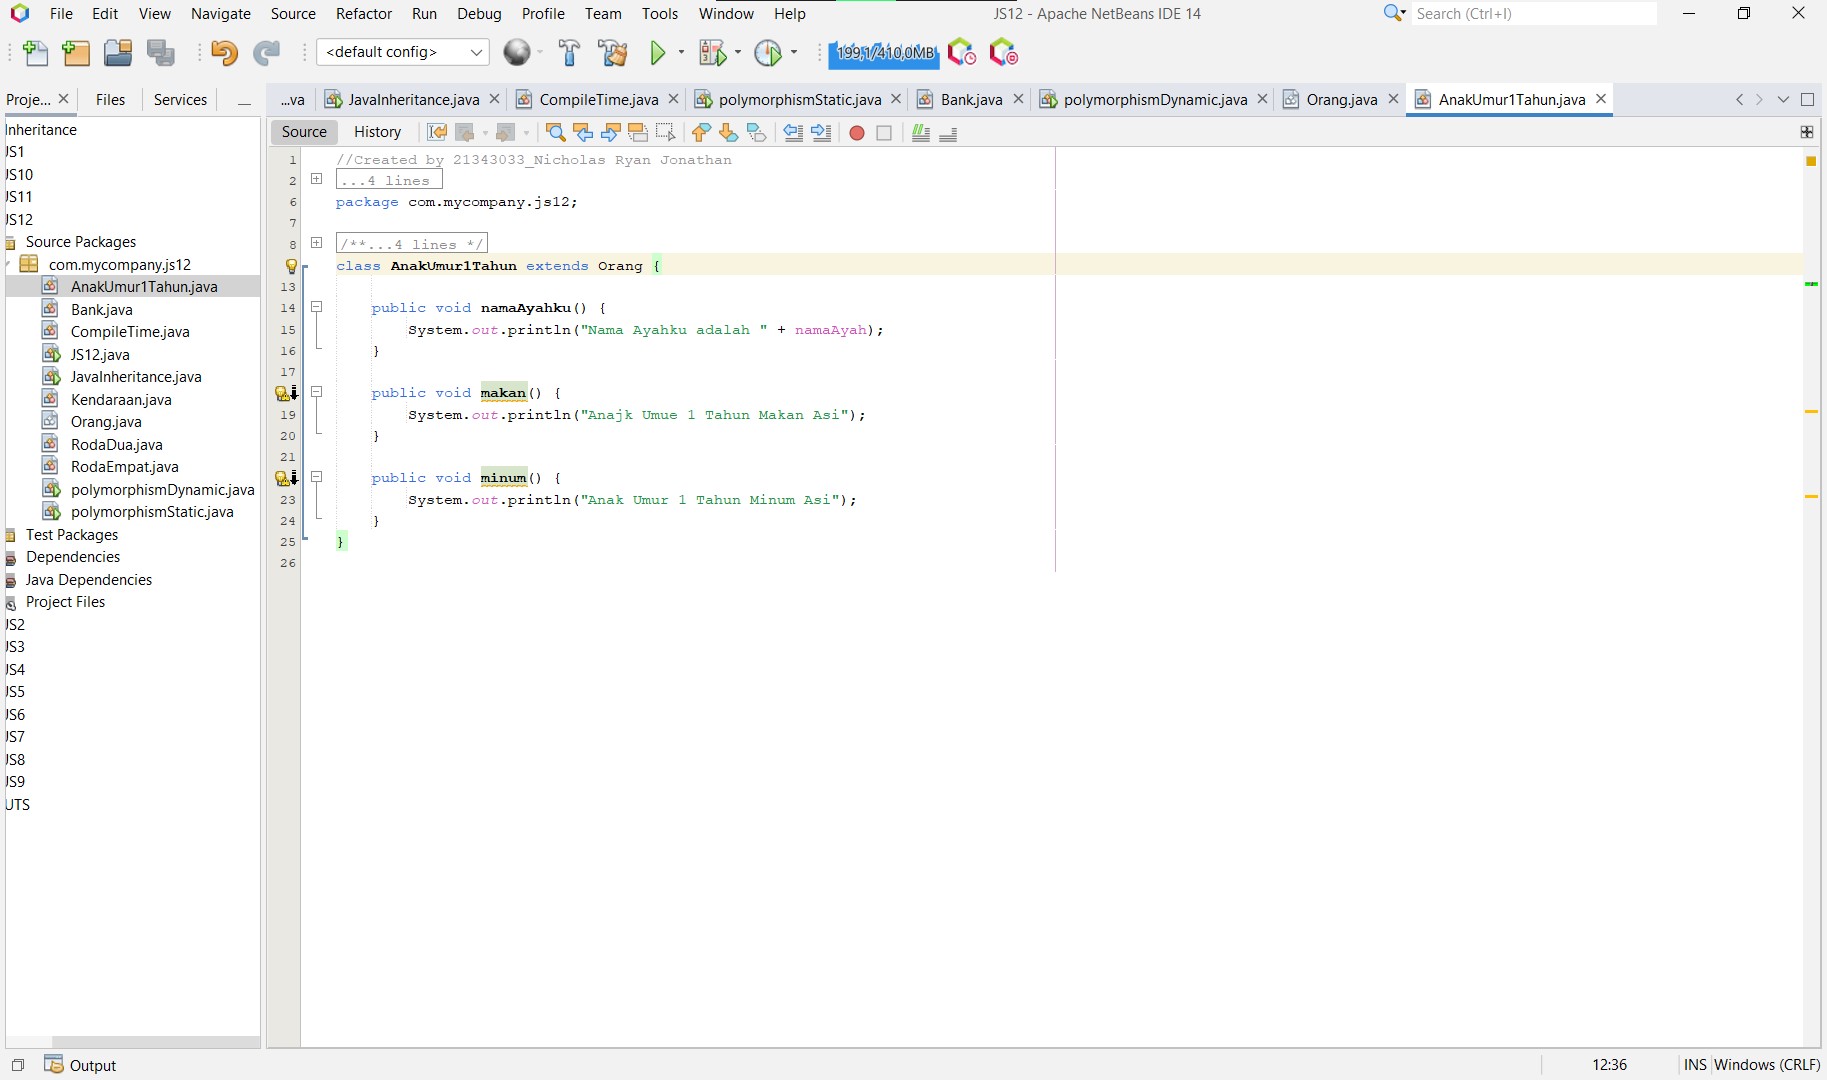 File Edit View Navigate Source Refactor Run Debug Profile Team Tools Window Help JS12 - Apache NetBeans IDE 14 Search (Ctrl+I)
<default config> 199,1/410,0MB
Proje... Files Services
...va JavaInheritance.java CompileTime.java polymorphismStatic.java Bank.java polymorphismDynamic.java Orang.java AnakUmur1Tahun.java
Source History
Inheritance
JS1
JS10
JS11
JS12
Source Packages
com.mycompany.js12
AnakUmur1Tahun.java
Bank.java
CompileTime.java
JS12.java
JavaInheritance.java
Kendaraan.java
Orang.java
RodaDua.java
RodaEmpat.java
polymorphismDynamic.java
polymorphismStatic.java
Test Packages
Dependencies
Java Dependencies
Project Files
JS2
JS3
JS4
JS5
JS6
JS7
JS8
JS9
UTS
1 //Created by 21343033_Nicholas Ryan Jonathan
2 ...4 lines
6 package com.mycompany.js12;
7
8 /**...4 lines */
class AnakUmur1Tahun extends Orang {
13
14 public void namaAyahku() {
15 System.out.println("Nama Ayahku adalah " + namaAyah);
16 }
17
public void makan() {
19 System.out.println("Anajk Umue 1 Tahun Makan Asi");
20 }
21
public void minum() {
23 System.out.println("Anak Umur 1 Tahun Minum Asi");
24 }
25 }
26
Output
12:36 INS Windows (CRLF)